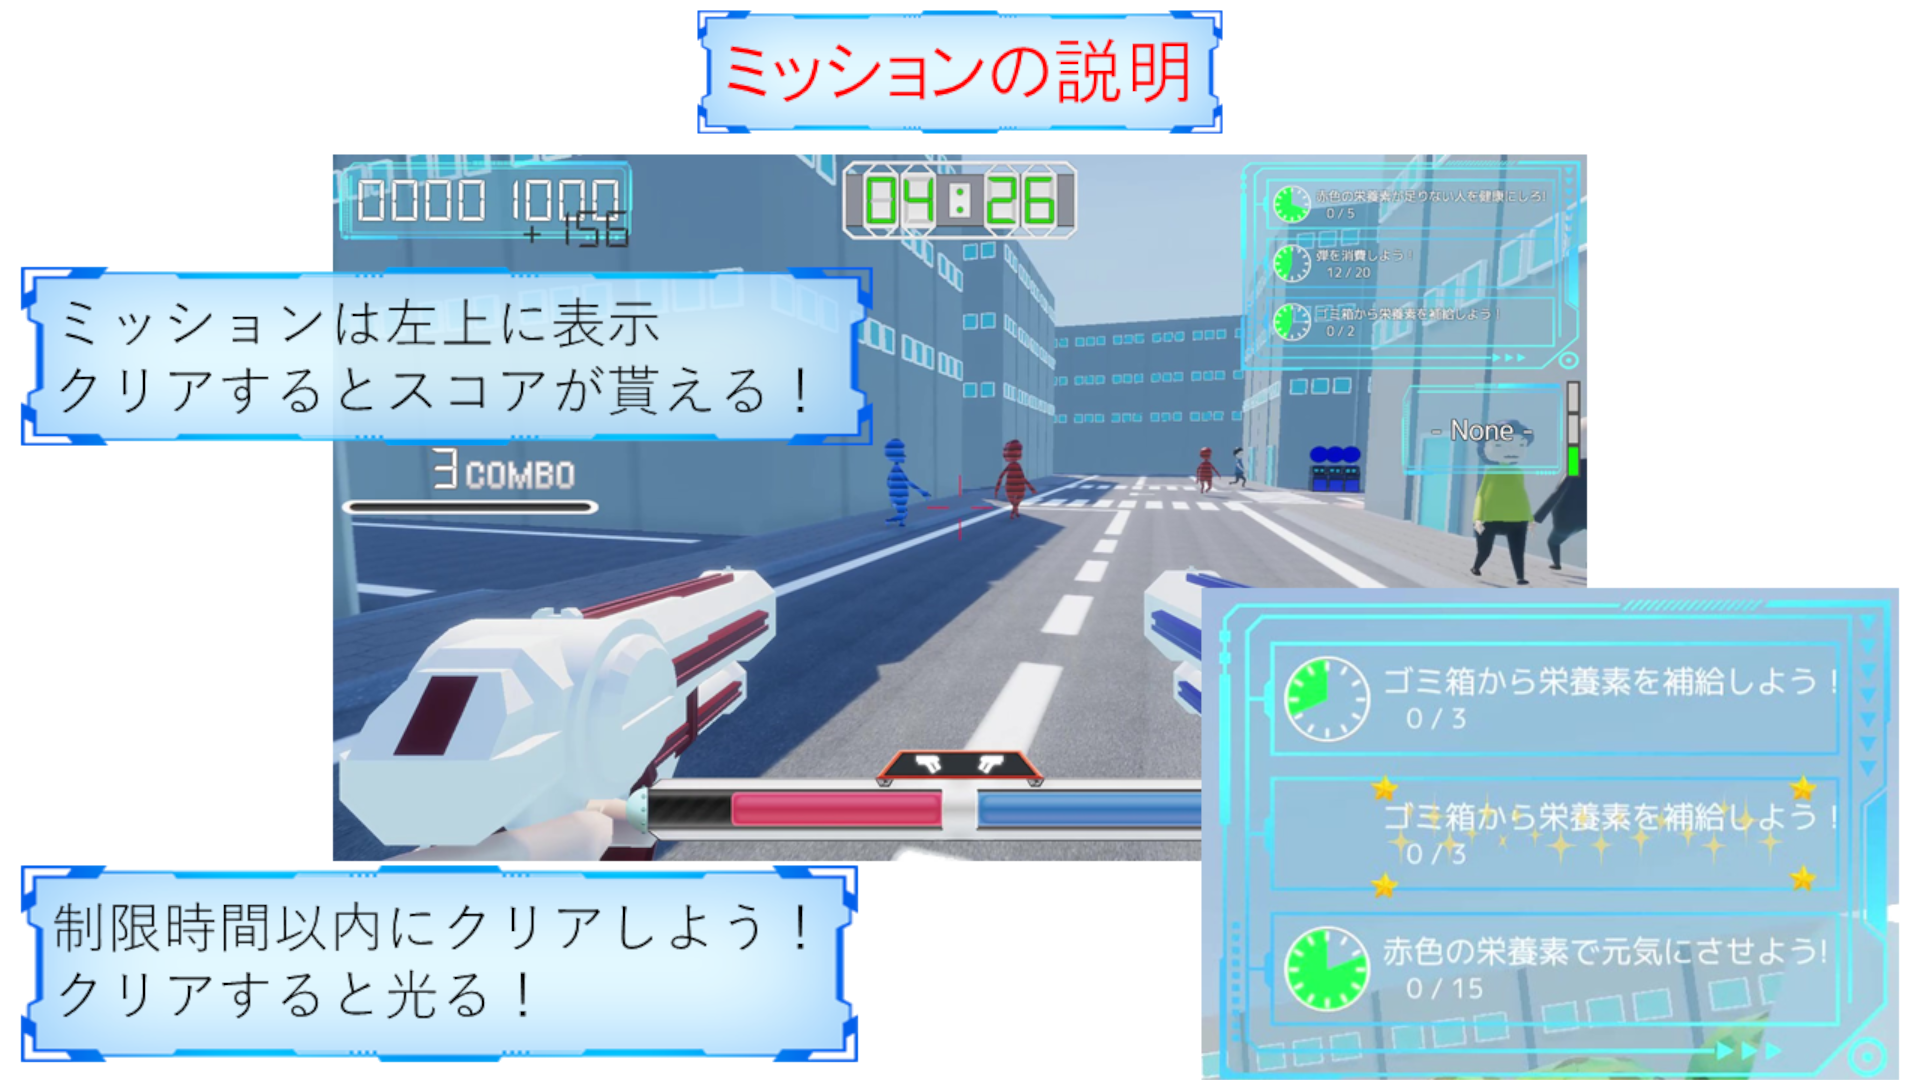 ミッションの説明
00001000
+156
04:26
赤色の栄養素が足りない人を健康にしろ!
0/5
弾を消費しよう!
12/20
ゴミ箱から栄養素を補給しよう!
0/2
ミッションは左上に表示
クリアするとスコアが貰える!
- None -
3 COMBO
ゴミ箱から栄養素を補給しよう!
0/3
ゴミ箱から栄養素を補給しよう!
0/3
赤色の栄養素で元気にさせよう!
0/15
制限時間以内にクリアしよう!
クリアすると光る!